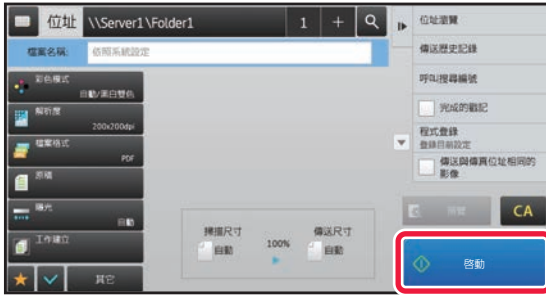 位址 \\Server1\Folder1 1 +
檔案名稱: 依照系統設定
彩色模式
自動/黑白雙色
解析度
200x200dpi
檔案格式
PDF
原稿
曝光
自動
工作建立
其它
掃描尺寸
自動
100%
傳送尺寸
自動
位址瀏覽
傳送歷史記錄
呼叫搜尋編號
完成的戳記
程式登錄
登錄目前設定
傳送與傳真位址相同的
影像
預覽
CA
啓動